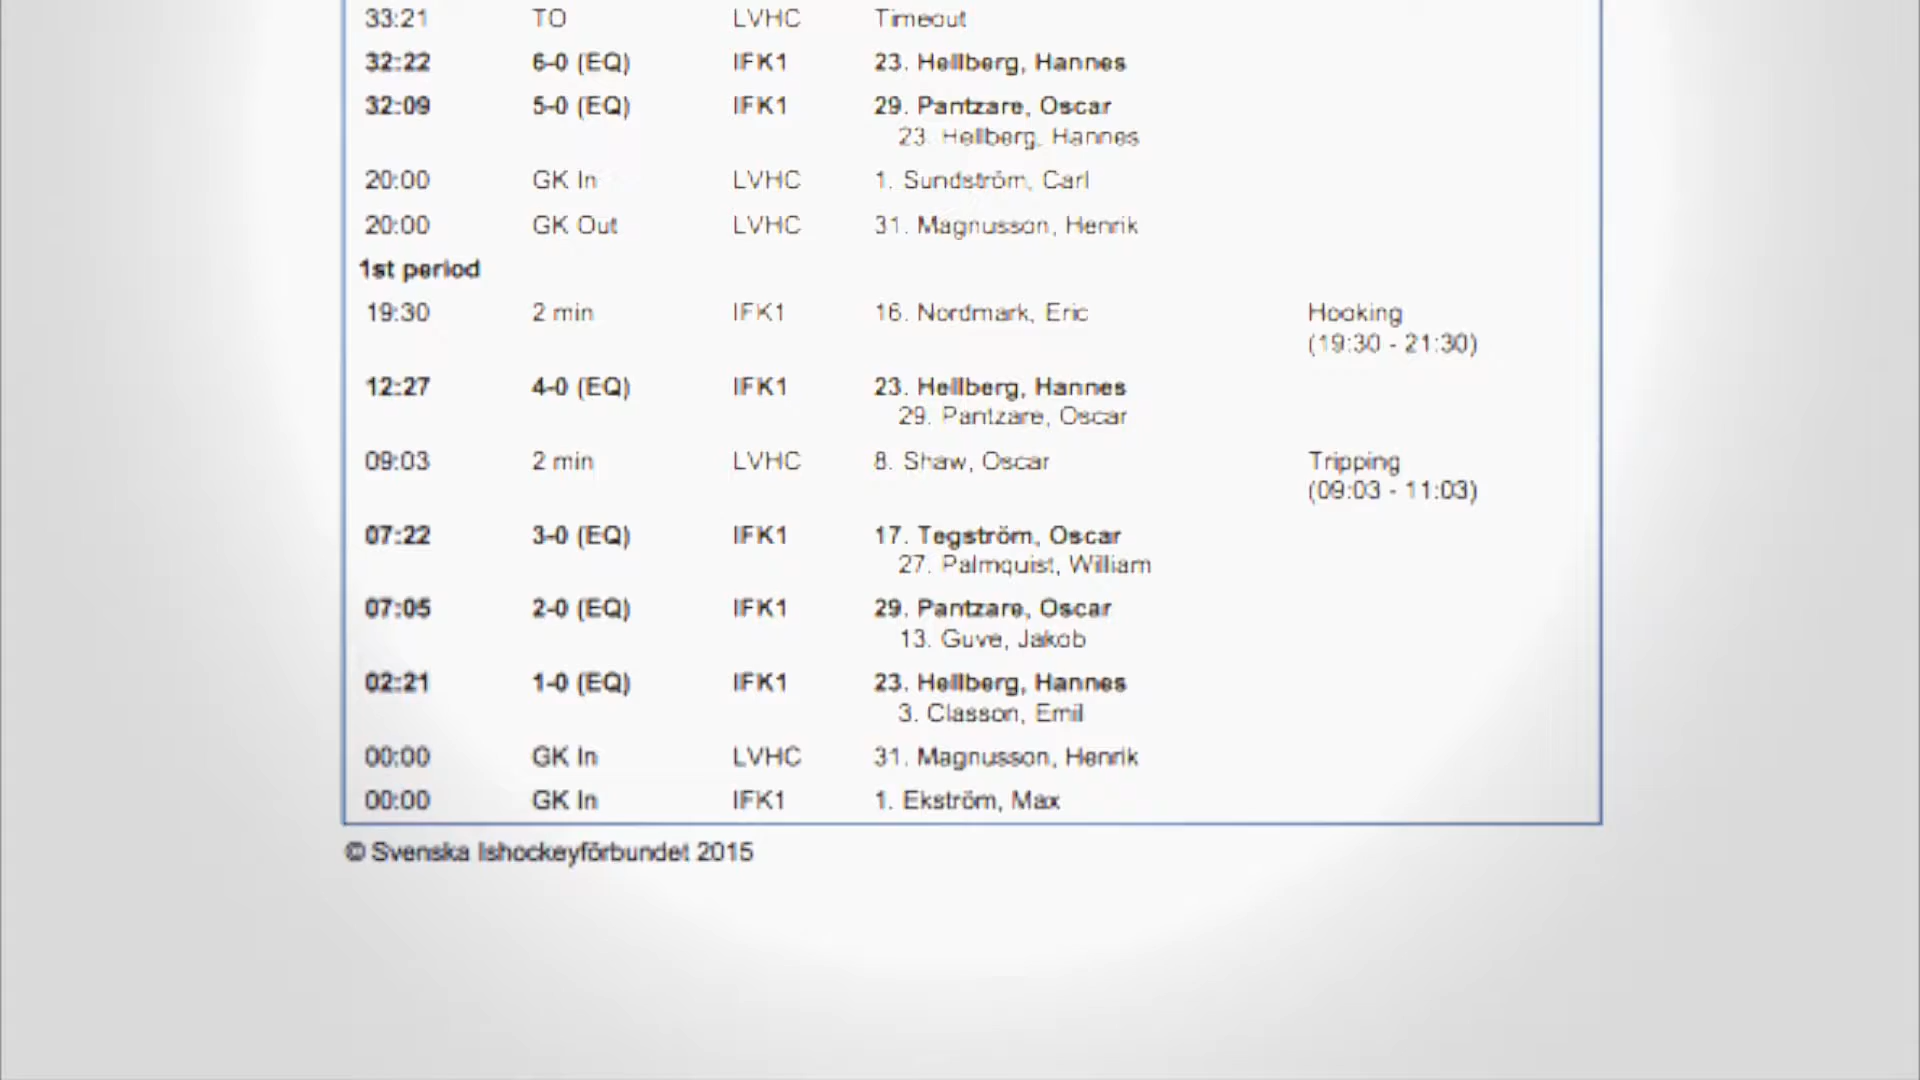 33:21 TO LVHC Timeout
32:22 6-0 (EQ) IFK1 23. Hellberg, Hannes
32:09 5-0 (EQ) IFK1 29. Pantzare, Oscar
23. Hellberg, Hannes
20:00 GK In LVHC 1. Sundström, Carl
20:00 GK Out LVHC 31. Magnusson, Henrik
1st period
19:30 2 min IFK1 16. Nordmark, Eric Hooking
(19:30 - 21:30)
12:27 4-0 (EQ) IFK1 23. Hellberg, Hannes
29. Pantzare, Oscar
09:03 2 min LVHC 8. Shaw, Oscar Tripping
(09:03 - 11:03)
07:22 3-0 (EQ) IFK1 17. Tegström, Oscar
27. Palmquist, William
07:05 2-0 (EQ) IFK1 29. Pantzare, Oscar
13. Guve, Jakob
02:21 1-0 (EQ) IFK1 23. Hellberg, Hannes
3. Classon, Emil
00:00 GK In LVHC 31. Magnusson, Henrik
00:00 GK In IFK1 1. Ekström, Max
© Svenska Ishockeyförbundet 2015